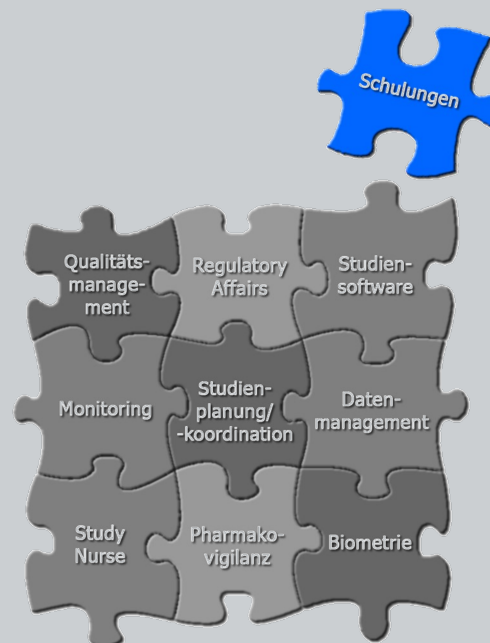 Schulungen
Qualitäts-
manage-
ment
Regulatory
Affairs
Studien-
software
Monitoring
Studien-
planung/
-koordination
Daten-
management
Study
Nurse
Pharmako-
vigilanz
Biometrie